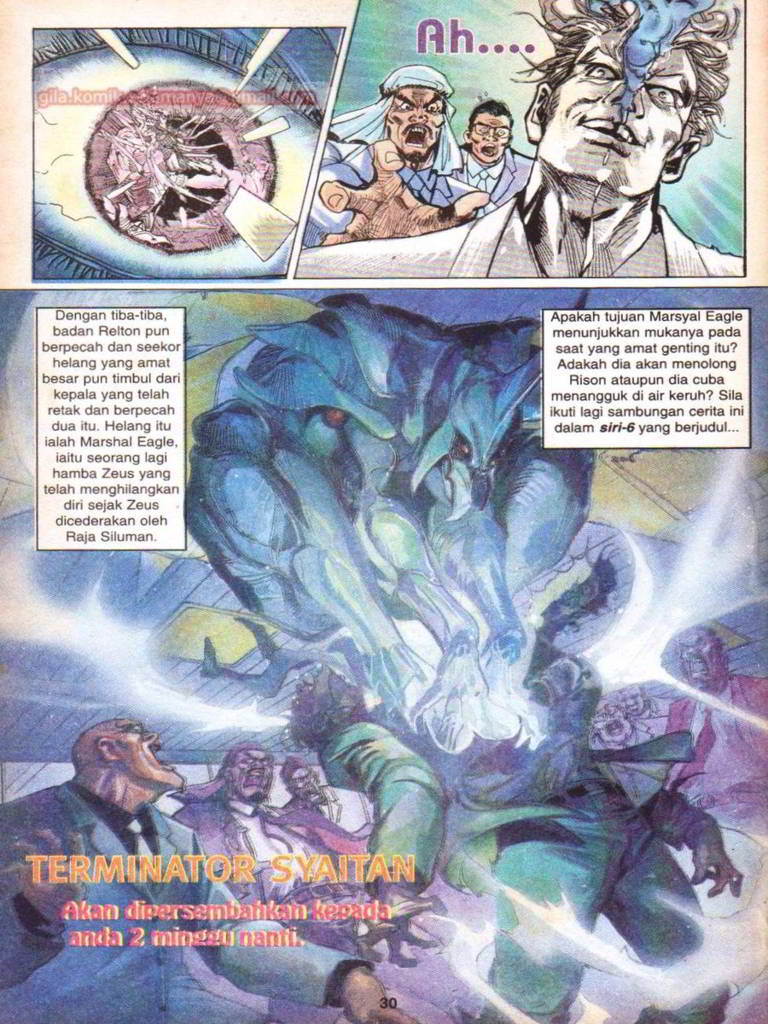 Ah....
Dengan tiba-tiba,
badan Relton pun
berpecah dan seekor
helang yang amat
besar pun timbul dari
kepala yang telah
retak dan berpecah
dua itu. Helang itu
ialah Marshal Eagle,
iaitu seorang lagi
hamba Zeus yang
telah menghilangkan
diri sejak Zeus
dicederakan oleh
Raja Siluman.
Apakah tujuan Marsyal Eagle
menunjukkan mukanya pada
saat yang amat genting itu?
Adakah dia akan menolong
Rison ataupun dia cuba
menangguk di air keruh? Sila
ikuti lagi sambungan cerita ini
dalam siri-6 yang berjudul...
TERMINATOR SYAITAN
Akan dipersembahkan kepada
anda 2 minggu nanti.
30